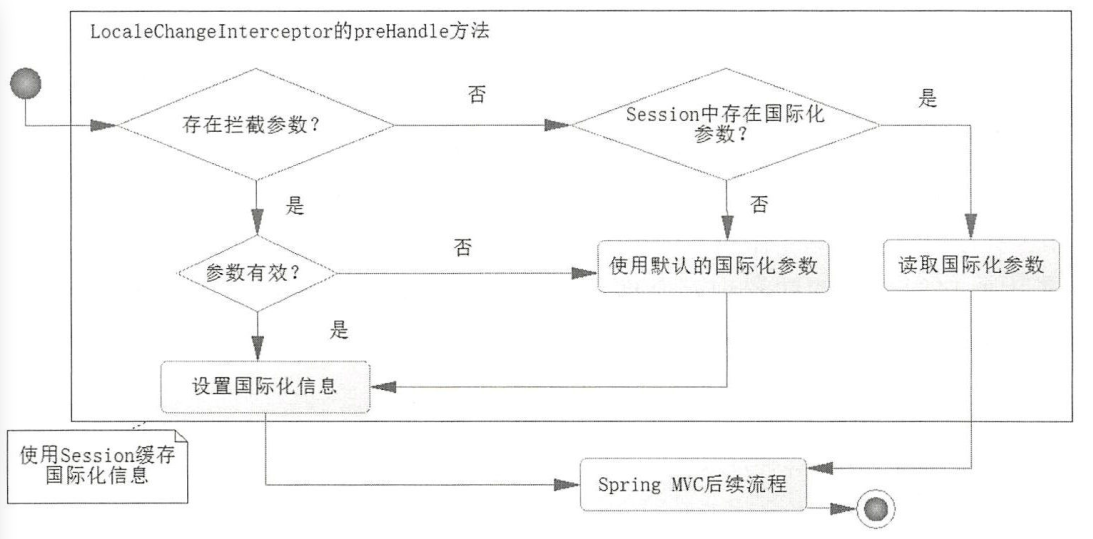 LocaleChangeInterceptor的preHandle方法
存在拦截参数？
否
Session中存在国际化
参数？
是
是
否
参数有效？
否
使用默认的国际化参数
读取国际化参数
是
设置国际化信息
使用Session缓存
国际化信息
Spring MVC后续流程